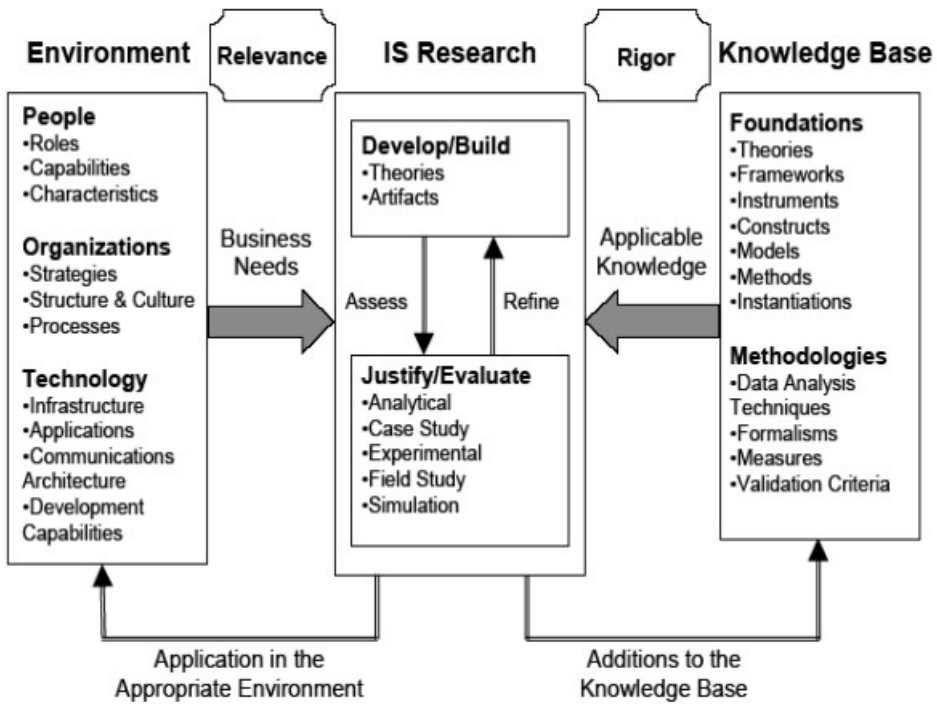 Environment
Relevance
IS Research
Rigor
Knowledge Base
People
•Roles
•Capabilities
•Characteristics
Organizations
•Strategies
•Structure & Culture
•Processes
Technology
•Infrastructure
•Applications
•Communications
Architecture
•Development
Capabilities
Business
Needs
Develop/Build
•Theories
•Artifacts
Assess
Refine
Justify/Evaluate
•Analytical
•Case Study
•Experimental
•Field Study
•Simulation
Applicable
Knowledge
Foundations
•Theories
•Frameworks
•Instruments
•Constructs
•Models
•Methods
•Instantiations
Methodologies
•Data Analysis
Techniques
•Formalisms
•Measures
•Validation Criteria
Application in the
Appropriate Environment
Additions to the
Knowledge Base